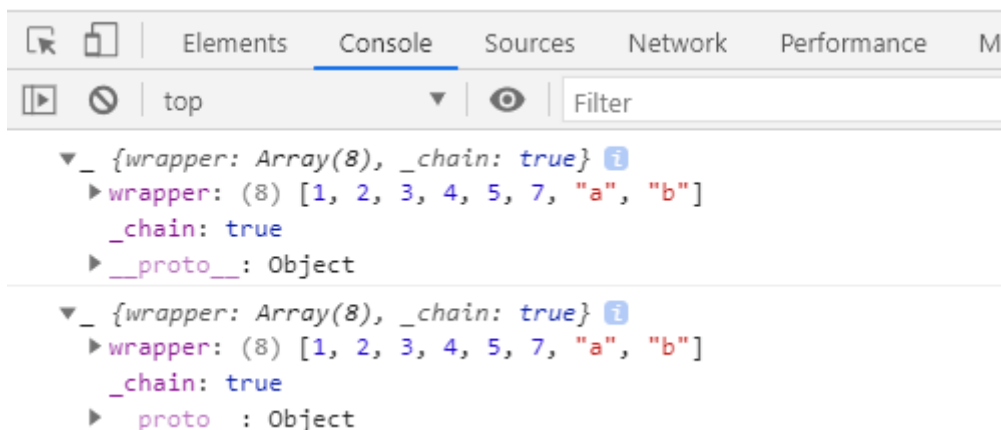 Elements Console Sources Network Performance M
top Filter
_ {wrapper: Array(8), _chain: true} i
wrapper: (8) [1, 2, 3, 4, 5, 7, "a", "b"]
_chain: true
__proto__: Object
_ {wrapper: Array(8), _chain: true} i
wrapper: (8) [1, 2, 3, 4, 5, 7, "a", "b"]
_chain: true
proto : Object